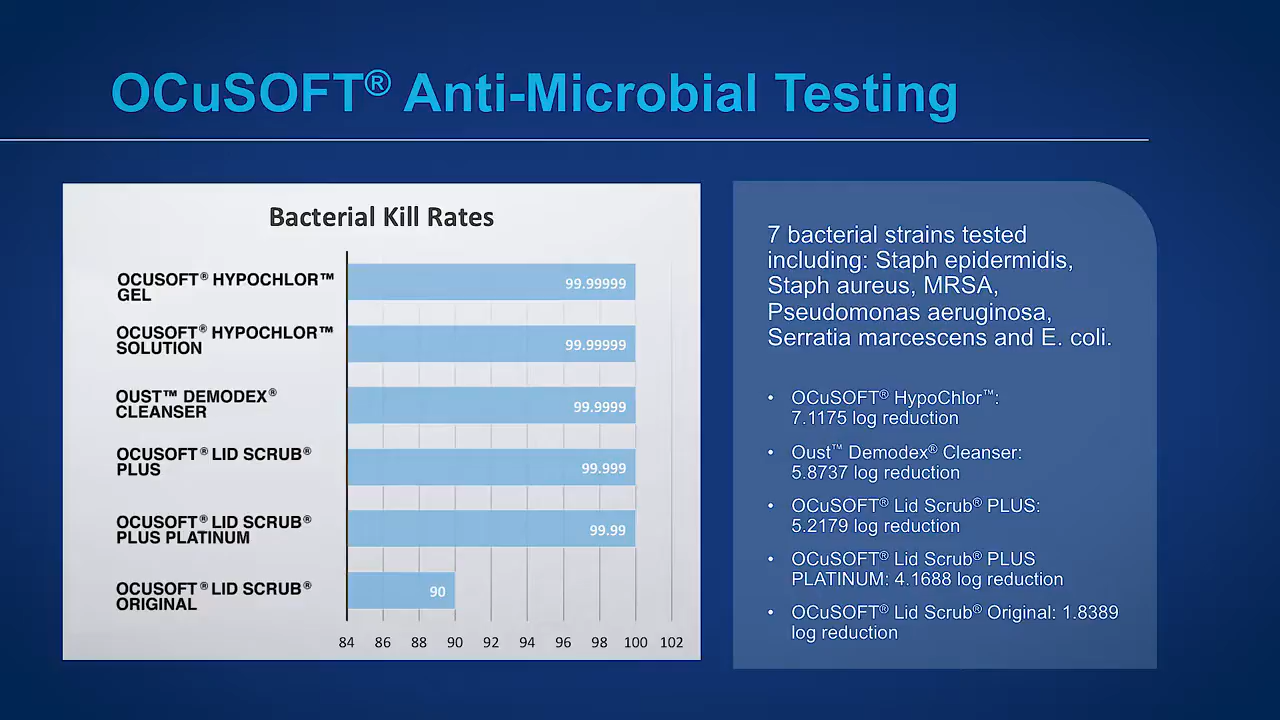 OCuSOFT® Anti-Microbial Testing
Bacterial Kill Rates
OCUSOFT® HYPOCHLOR™
GEL
99.99999
OCUSOFT® HYPOCHLOR™
SOLUTION
99.99999
OUST™ DEMODEX®
CLEANSER
99.9999
OCUSOFT® LID SCRUB®
PLUS
99.999
OCUSOFT® LID SCRUB®
PLUS PLATINUM
99.99
OCUSOFT® LID SCRUB®
ORIGINAL
90
84 86 88 90 92 94 96 98 100 102
7 bacterial strains tested
including: Staph epidermidis,
Staph aureus, MRSA,
Pseudomonas aeruginosa,
Serratia marcescens and E. coli.
• OCuSOFT® HypoChlor™:
7.1175 log reduction
• Oust™ Demodex® Cleanser:
5.8737 log reduction
• OCuSOFT® Lid Scrub® PLUS:
5.2179 log reduction
• OCuSOFT® Lid Scrub® PLUS
PLATINUM: 4.1688 log reduction
• OCuSOFT® Lid Scrub® Original: 1.8389
log reduction